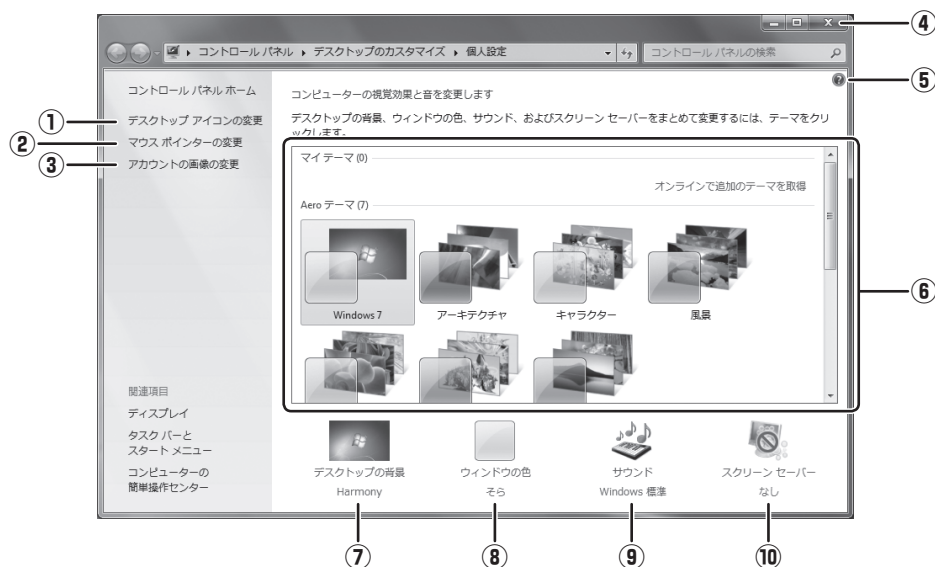 ④
コントロール パネル ▸ デスクトップのカスタマイズ ▸ 個人設定
コントロール パネルの検索
⑤
コントロール パネル ホーム
① デスクトップ アイコンの変更
② マウス ポインターの変更
③ アカウントの画像の変更
コンピューターの視覚効果と音を変更します
デスクトップの背景、ウィンドウの色、サウンド、およびスクリーン セーバーをまとめて変更するには、テーマをクリ
ックします。
マイ テーマ (0)
オンラインで追加のテーマを取得
Aero テーマ (7)
Windows 7
アーキテクチャ
キャラクター
風景
⑥
関連項目
ディスプレイ
タスク バーと
スタート メニュー
コンピューターの
簡単操作センター
デスクトップの背景
Harmony
ウィンドウの色
そら
サウンド
Windows 標準
スクリーン セーバー
なし
⑦ ⑧ ⑨ ⑩